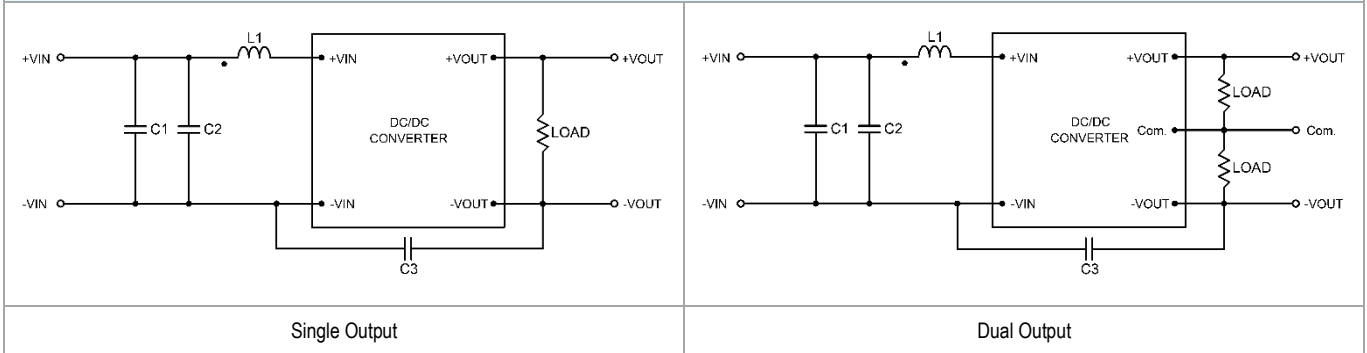 L1
+VIN
+VIN
+VOUT
+VOUT
C1
C2
DC/DC
CONVERTER
LOAD
-VIN
-VIN
-VOUT
-VOUT
C3
Single Output
L1
+VIN
+VIN
+VOUT
+VOUT
LOAD
C1
C2
DC/DC
CONVERTER
Com.
Com.
LOAD
-VIN
-VIN
-VOUT
-VOUT
C3
Dual Output